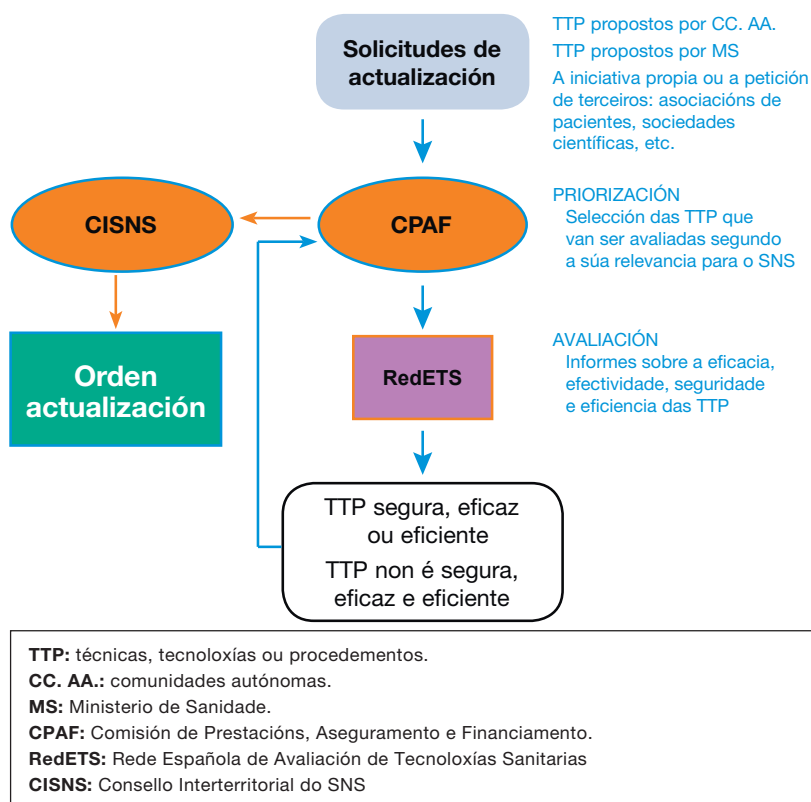 Solicitudes de
actualización
TTP propostos por CC. AA.
TTP propostos por MS
A iniciativa propia ou a petición
de terceiros: asociacións de
pacientes, sociedades
científicas, etc.
CISNS
CPAF
PRIORIZACIÓN
Selección das TTP que
van ser avaliadas segundo
a súa relevancia para o SNS
Orden
actualización
RedETS
AVALIACIÓN
Informes sobre a eficacia,
efectividade, seguridade
e eficiencia das TTP
TTP segura, eficaz
ou eficiente
TTP non é segura,
eficaz e eficiente
TTP: técnicas, tecnoloxías ou procedementos.
CC. AA.: comunidades autónomas.
MS: Ministerio de Sanidade.
CPAF: Comisión de Prestacións, Aseguramento e Financiamento.
RedETS: Rede Española de Avaliación de Tecnoloxías Sanitarias
CISNS: Consello Interterritorial do SNS